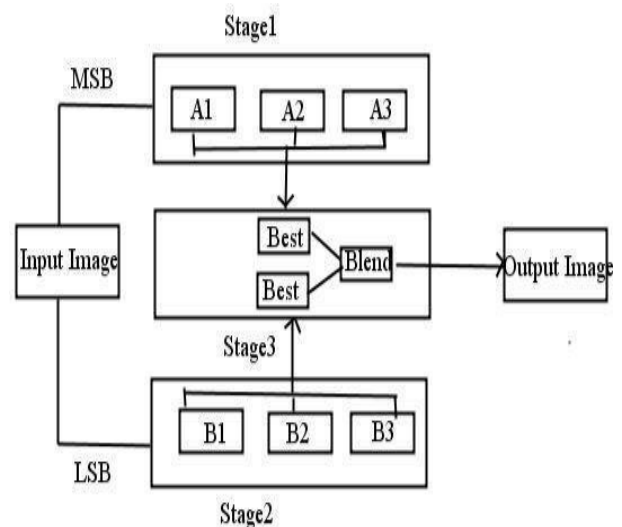 Stage1
MSB
A1
A2
A3
Input Image
Best
Best
Blend
Output Image
Stage3
B1
B2
B3
LSB
Stage2